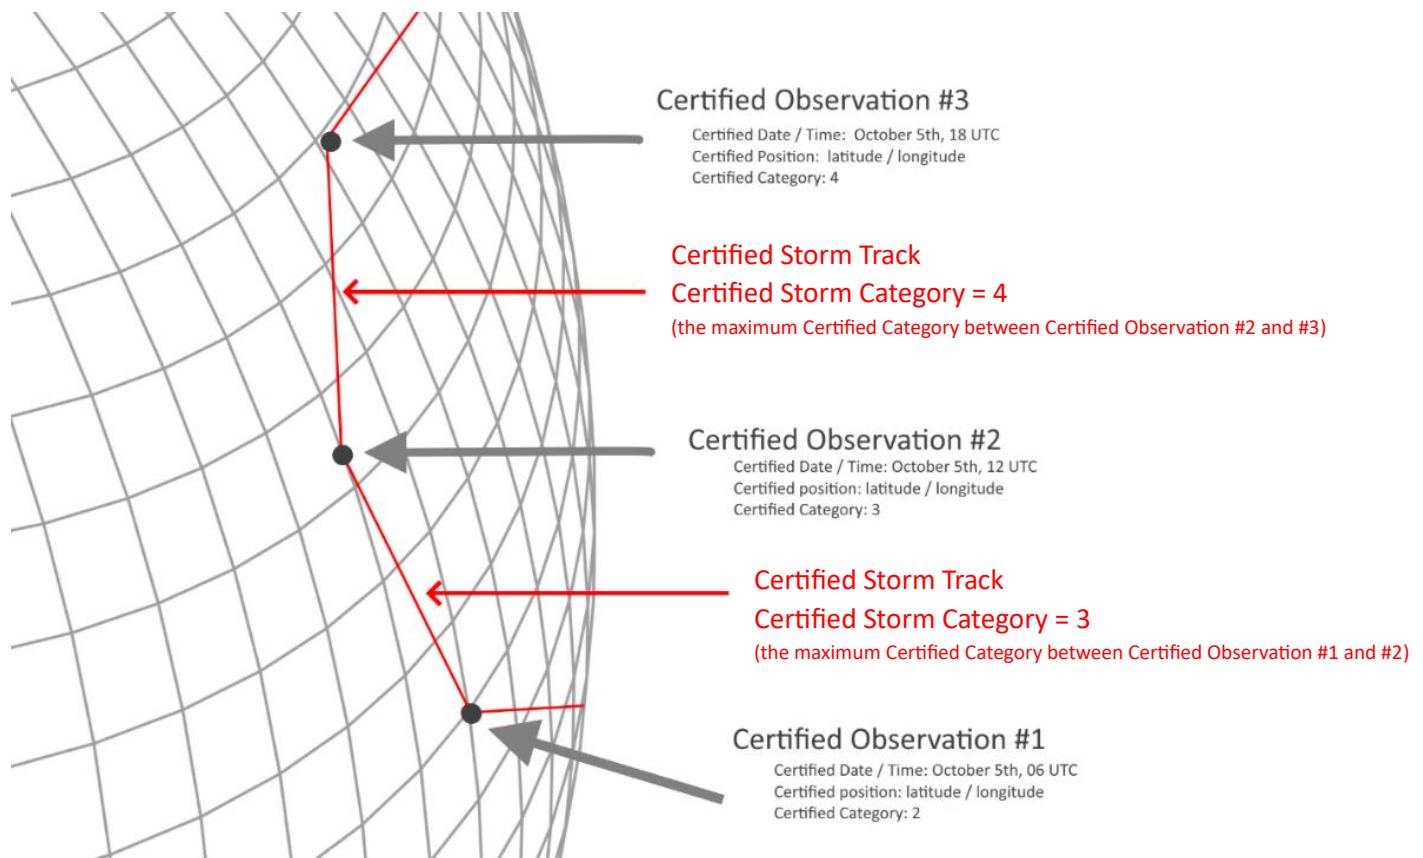 Certified Observation #3
Certified Date / Time:  October 5th, 18 UTC
Certified Position:  latitude / longitude
Certified Category: 4
Certified Storm Track
Certified Storm Category = 4
(the maximum Certified Category between Certified Observation #2 and #3)
Certified Observation #2
Certified Date / Time: October 5th, 12 UTC
Certified position: latitude / longitude
Certified Category: 3
Certified Storm Track
Certified Storm Category = 3
(the maximum Certified Category between Certified Observation #1 and #2)
Certified Observation #1
Certified Date / Time: October 5th, 06 UTC
Certified position: latitude / longitude
Certified Category: 2